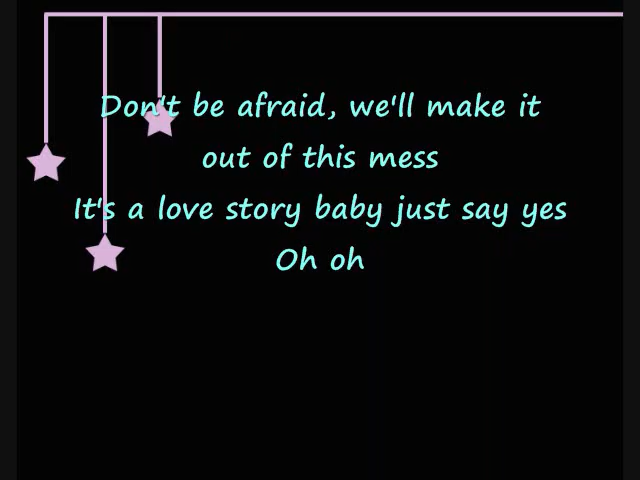 Don't be afraid, we'll make it
out of this mess
It's a love story baby just say yes
Oh oh